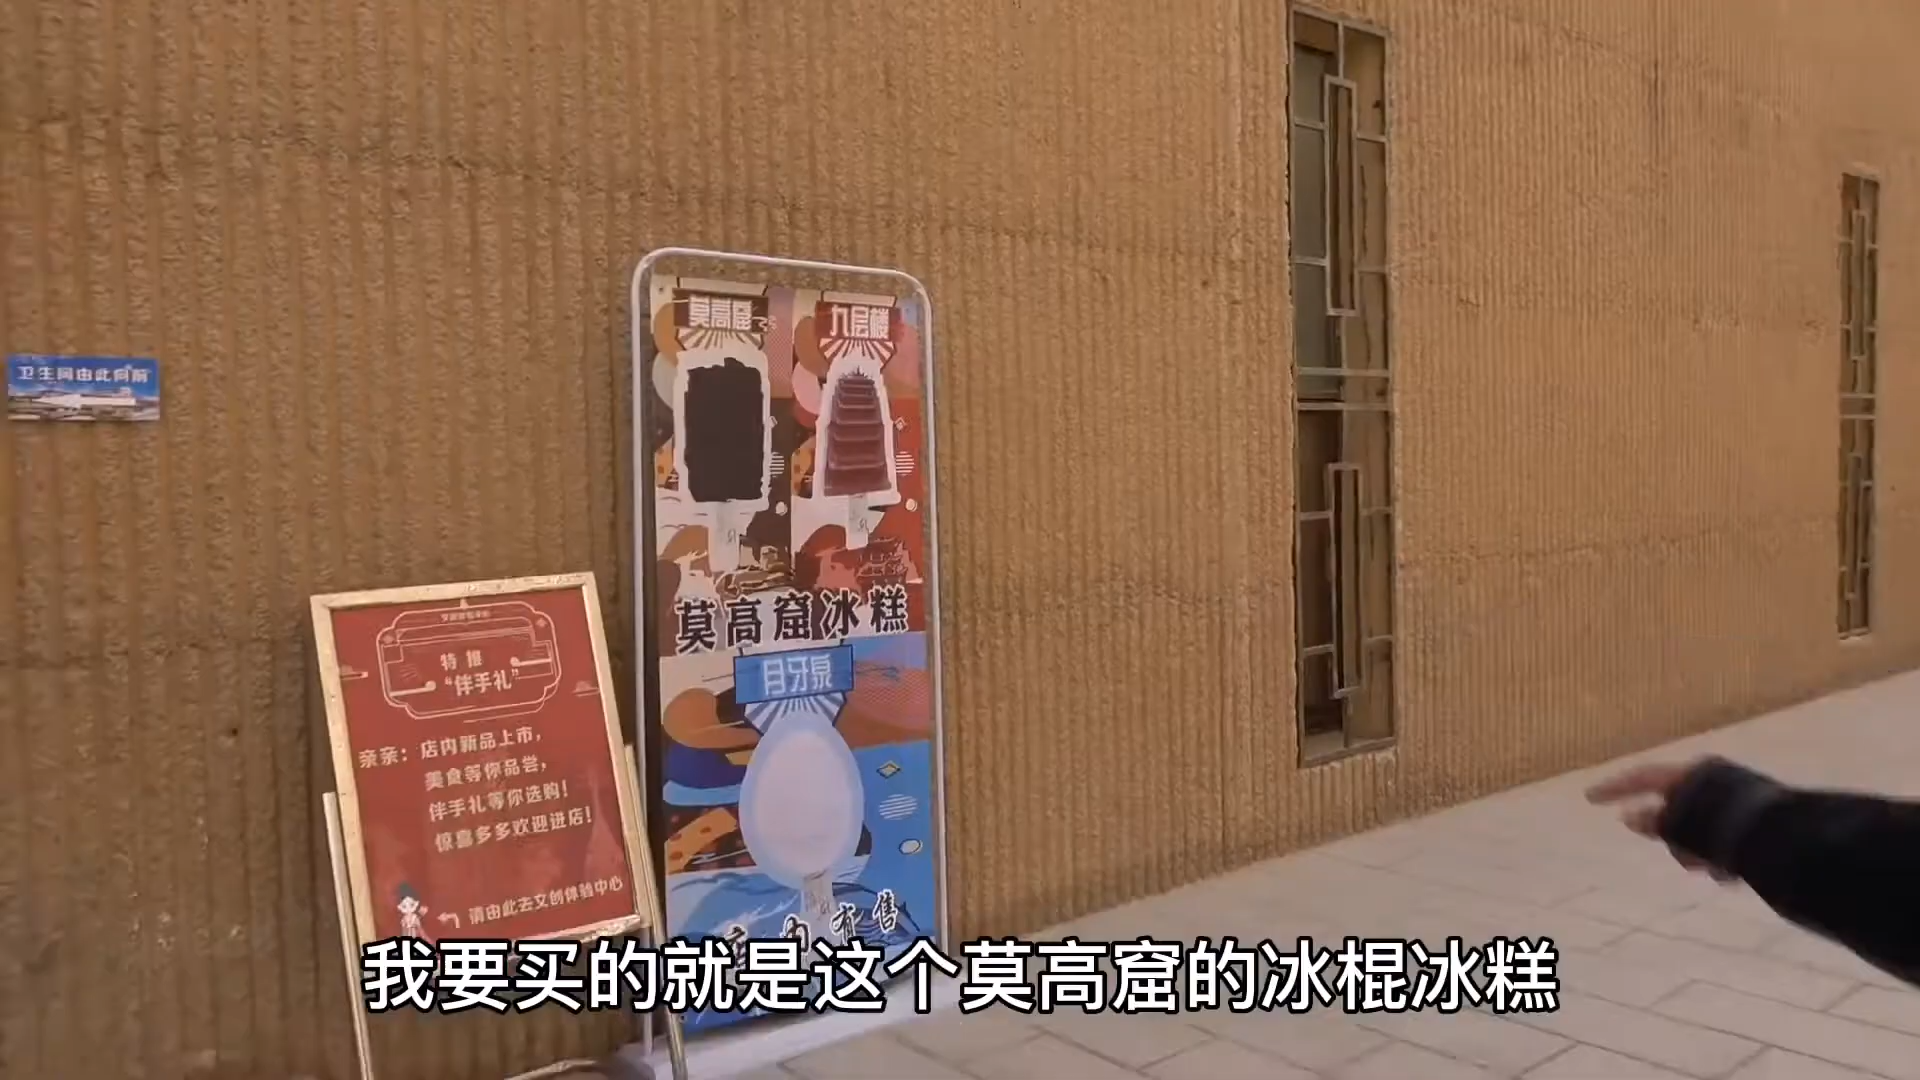 卫生间由此向前
特推
“伴手礼”
亲亲：店内新品上市，
美食等你品尝，
伴手礼等你选购！
惊喜多多欢迎进店！
请由此去文创体验中心
莫高窟
九层楼
莫高窟冰糕
月牙泉
店内有售
我要买的就是这个莫高窟的冰棍冰糕